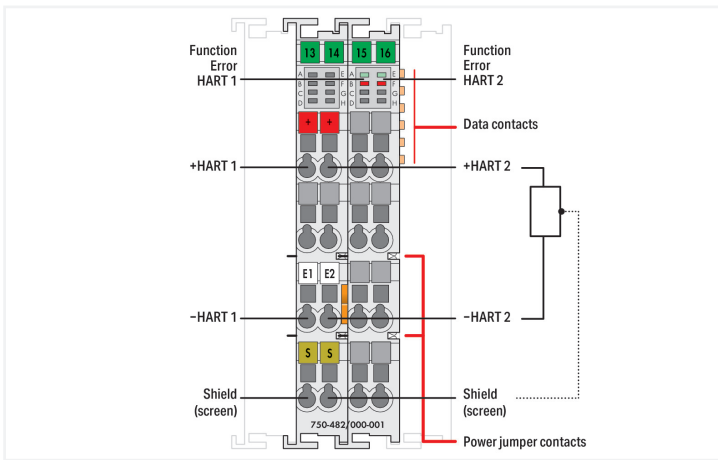 Function
Error
HART 1
Function
Error
HART 2
13 14 15 16
A E A E
B F B F
C G C G
D H D H
Data contacts
+ +
+HART 1
+HART 2
E1 E2
−HART 1
−HART 2
S S
Shield
(screen)
Shield
(screen)
750-482/000-001
Power jumper contacts